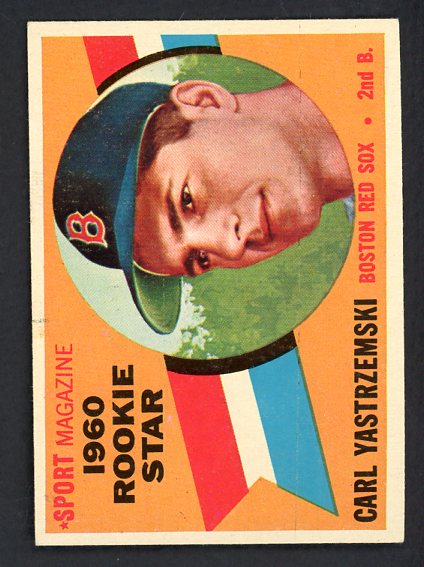 *SPORT MAGAZINE
1960
ROOKIE
STAR
B
CARL YASTRZEMSKI
BOSTON RED SOX • 2nd B.